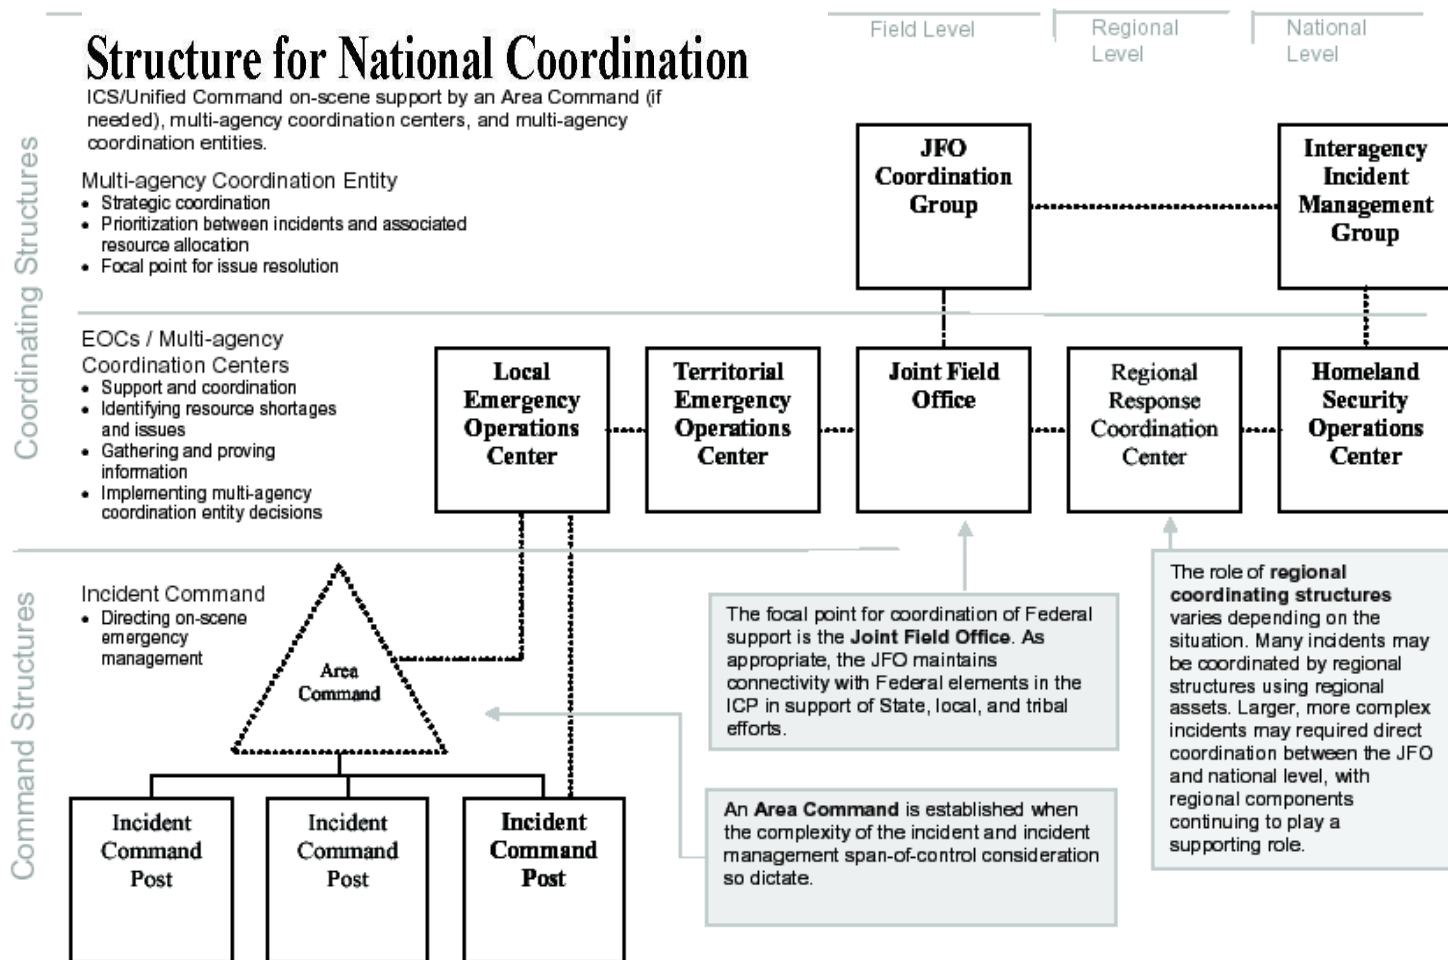 Field Level
Regional
Level
National
Level
Structure for National Coordination
ICS/Unified Command on-scene support by an Area Command (if
needed), multi-agency coordination centers, and multi-agency
coordination entities.
Coordinating Structures
Multi-agency Coordination Entity
• Strategic coordination
• Prioritization between incidents and associated
resource allocation
• Focal point for issue resolution
JFO
Coordination
Group
Interagency
Incident
Management
Group
EOCs / Multi-agency
Coordination Centers
• Support and coordination
• Identifying resource shortages
and issues
• Gathering and proving
information
• Implementing multi-agency
coordination entity decisions
Local
Emergency
Operations
Center
Territorial
Emergency
Operations
Center
Joint Field
Office
Regional
Response
Coordination
Center
Homeland
Security
Operations
Center
Command Structures
Incident Command
• Directing on-scene
emergency
management
Area
Command
The focal point for coordination of Federal
support is the Joint Field Office. As
appropriate, the JFO maintains
connectivity with Federal elements in the
ICP in support of State, local, and tribal
efforts.
The role of regional
coordinating structures
varies depending on the
situation. Many incidents may
be coordinated by regional
structures using regional
assets. Larger, more complex
incidents may required direct
coordination between the JFO
and national level, with
regional components
continuing to play a
supporting role.
An Area Command is established when
the complexity of the incident and incident
management span-of-control consideration
so dictate.
Incident
Command
Post
Incident
Command
Post
Incident
Command
Post